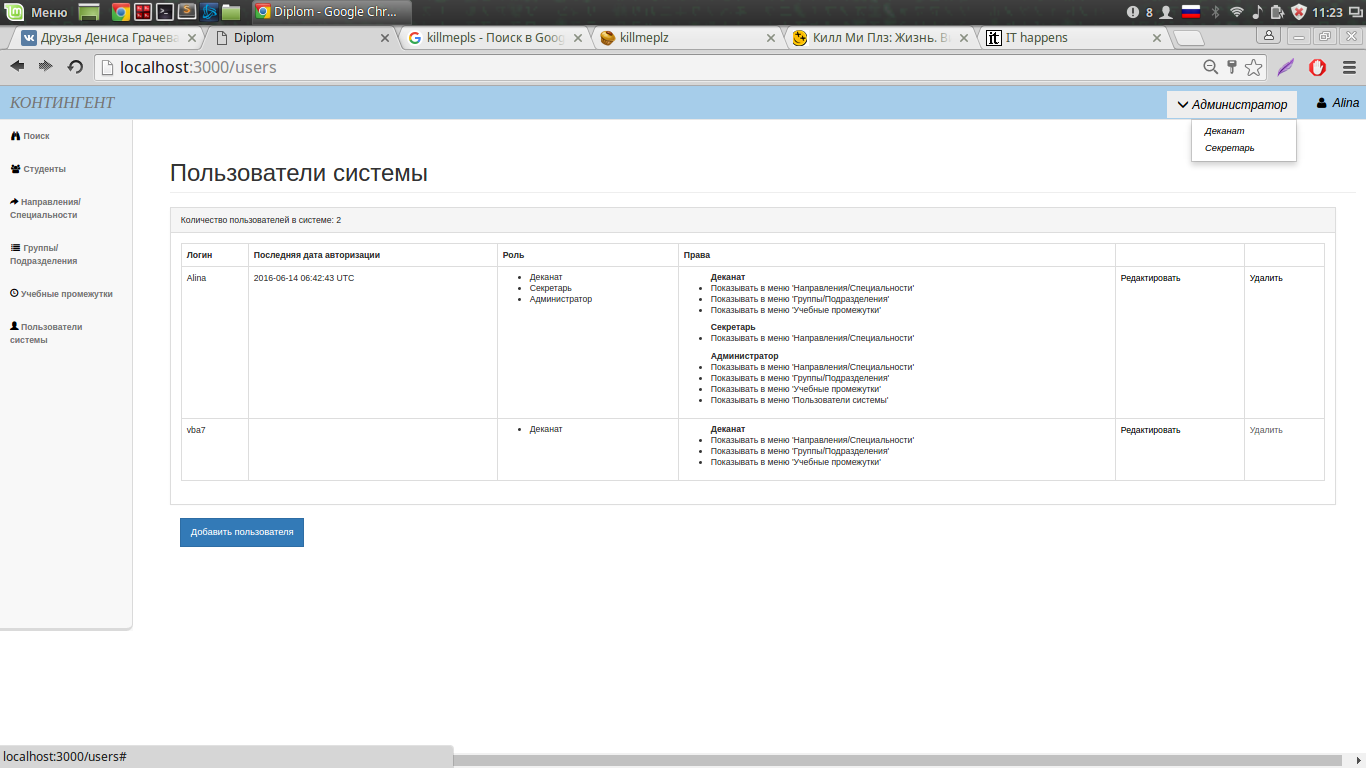 Меню
Diplom - Google Chr...
8
11:23
Друзья Дениса Грачева
Diplom
killmepls - Поиск в Goog
killmeplz
Килл Ми Плз: Жизнь. В
IT happens
localhost:3000/users
КОНТИНГЕНТ
Администратор
Alina
Деканат
Секретарь
Поиск
Студенты
Направления/
Специальности
Группы/
Подразделения
Учебные промежутки
Пользователи
системы
Пользователи системы
Количество пользователей в системе: 2
Логин Последняя дата авторизации Роль Права
Alina 2016-06-14 06:42:43 UTC
Деканат
Секретарь
Администратор
Деканат
Показывать в меню 'Направления/Специальности'
Показывать в меню 'Группы/Подразделения'
Показывать в меню 'Учебные промежутки'
Секретарь
Показывать в меню 'Направления/Специальности'
Администратор
Показывать в меню 'Направления/Специальности'
Показывать в меню 'Группы/Подразделения'
Показывать в меню 'Учебные промежутки'
Показывать в меню 'Пользователи системы'
Редактировать Удалить
vba7
Деканат
Деканат
Показывать в меню 'Направления/Специальности'
Показывать в меню 'Группы/Подразделения'
Показывать в меню 'Учебные промежутки'
Редактировать Удалить
Добавить пользователя
localhost:3000/users#